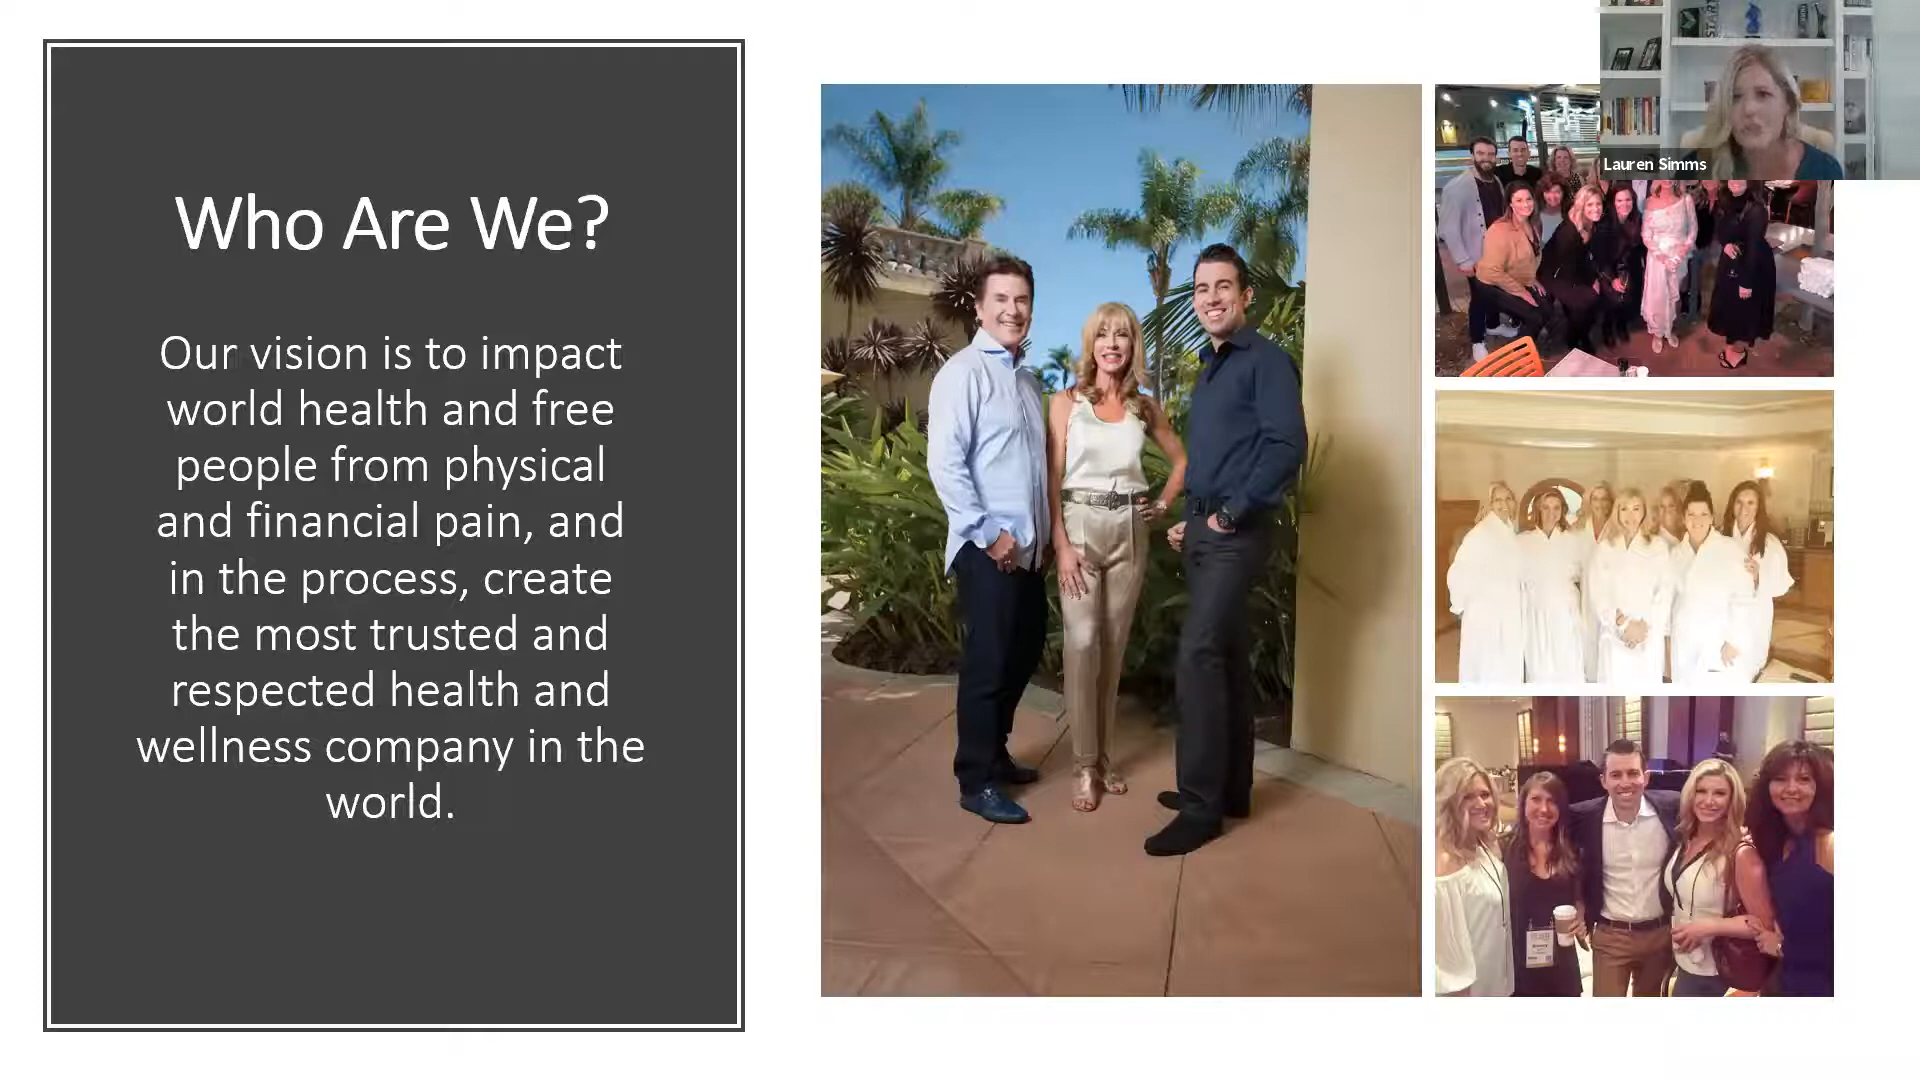 Who Are We?
Our vision is to impact
world health and free
people from physical
and financial pain, and
in the process, create
the most trusted and
respected health and
wellness company in the
world.
START
Lauren Simms